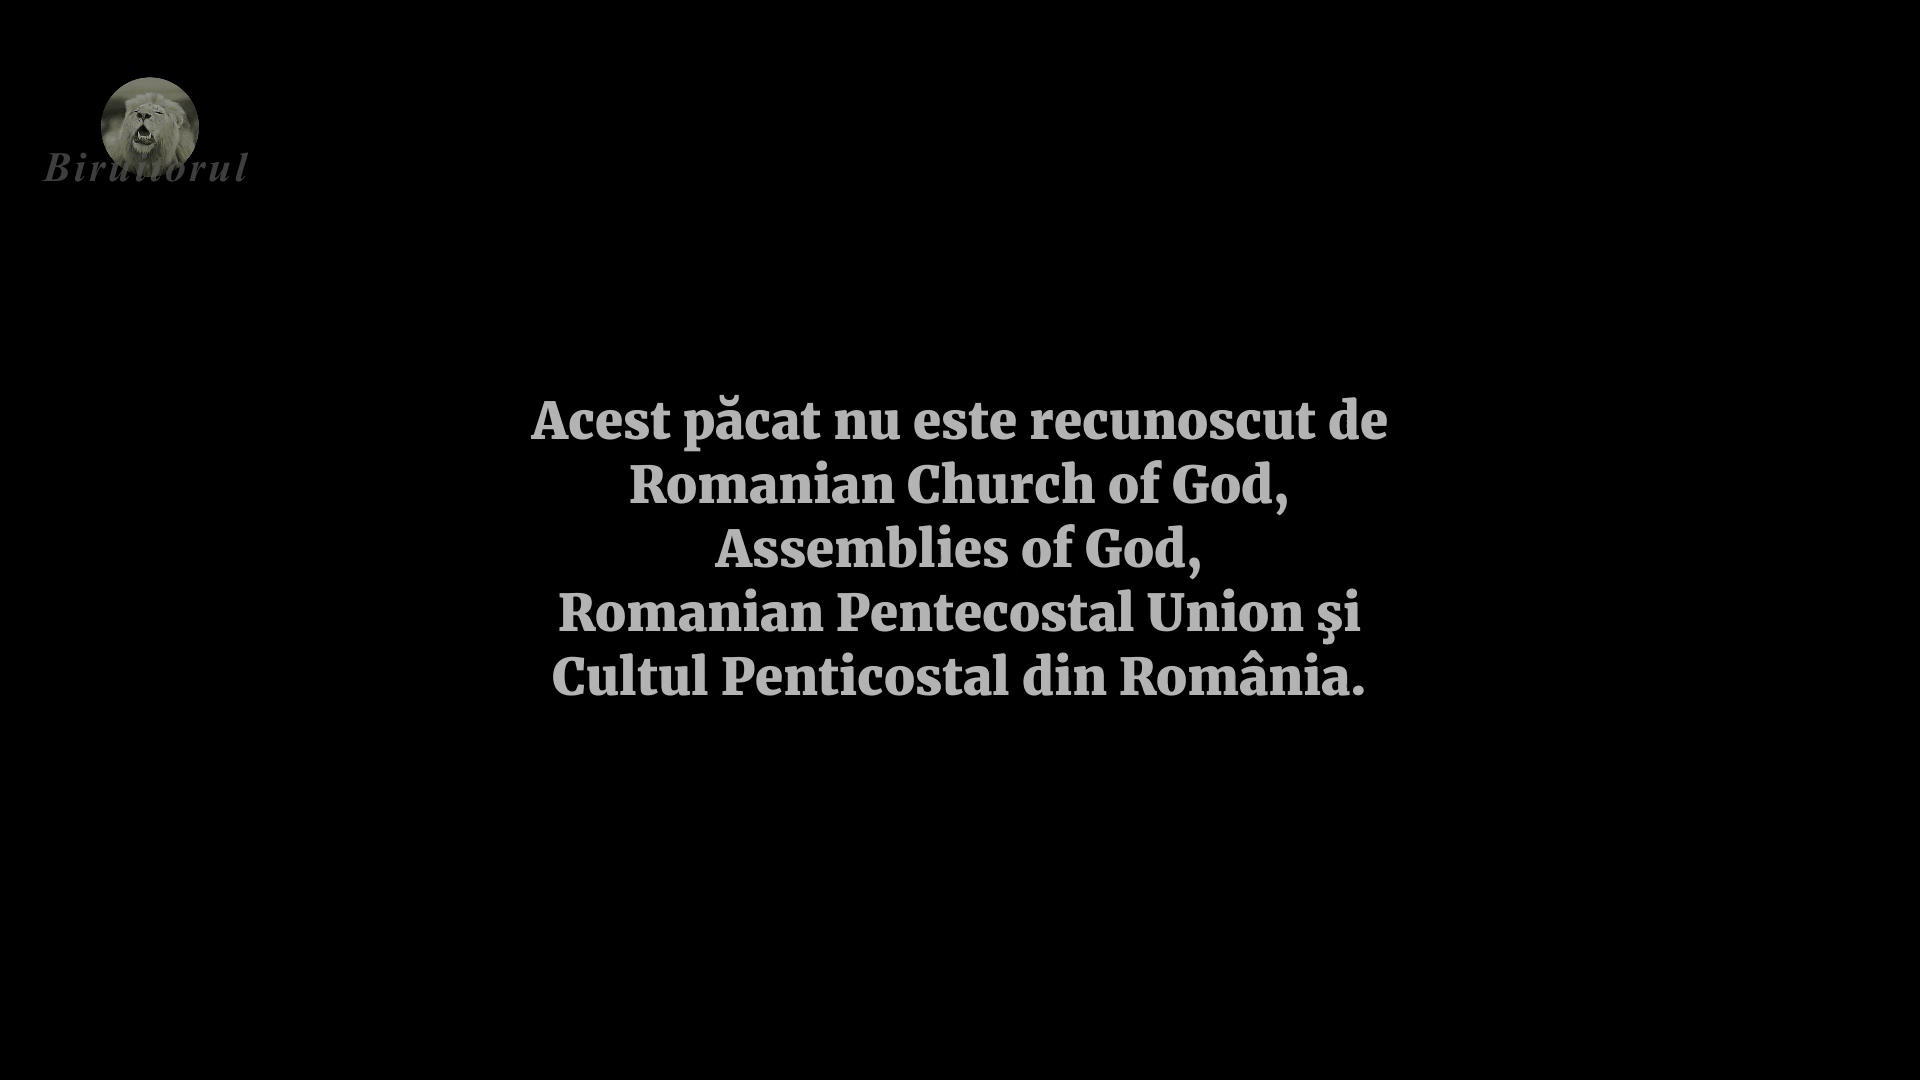 Biruitorul
Acest păcat nu este recunoscut de
Romanian Church of God,
Assemblies of God,
Romanian Pentecostal Union şi
Cultul Penticostal din România.